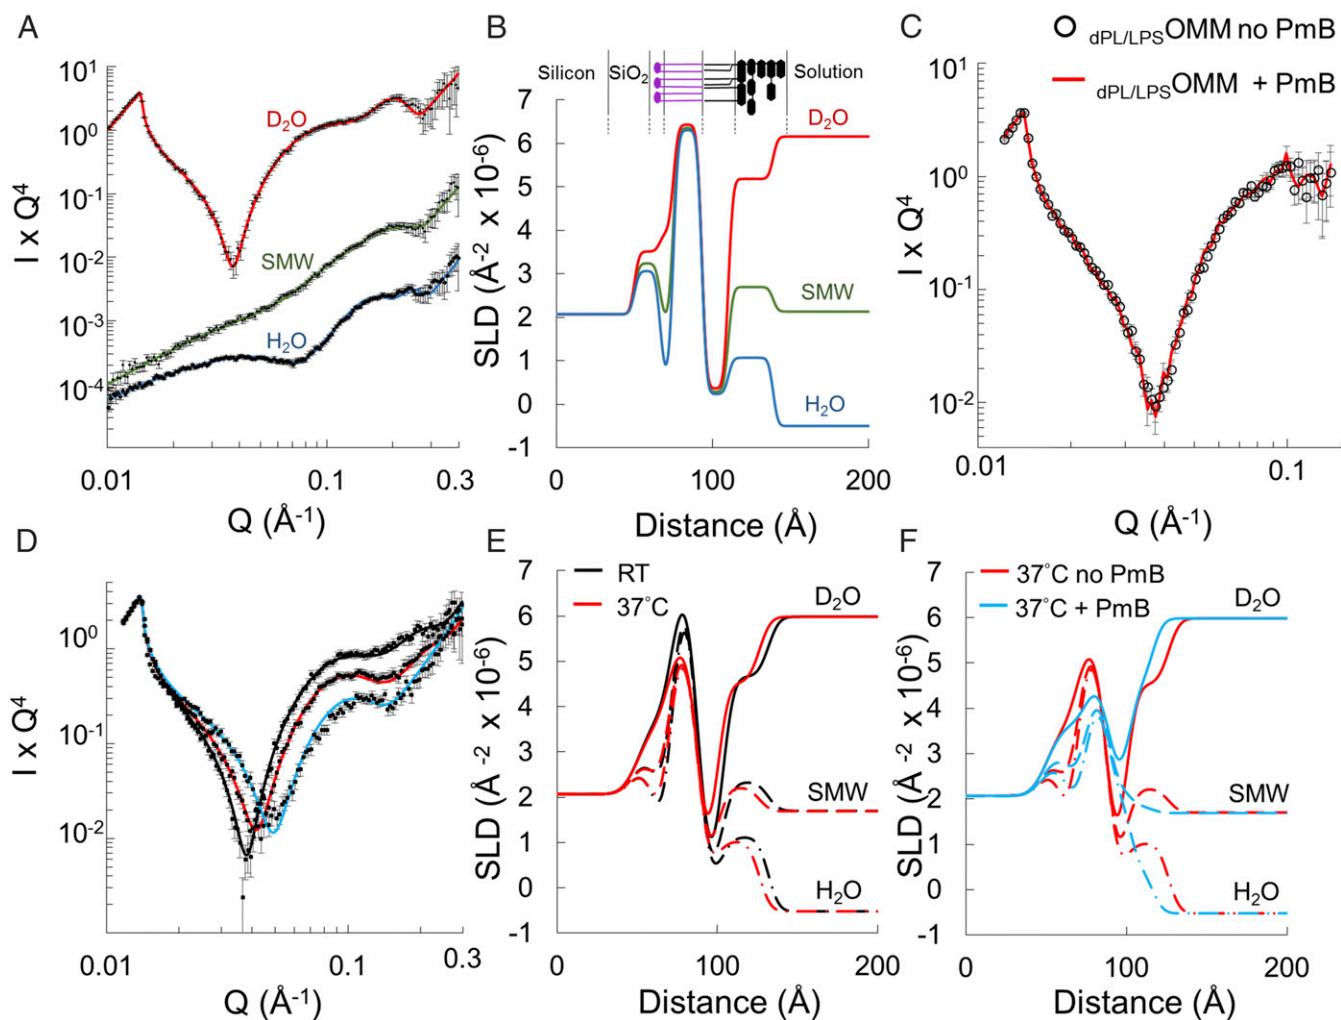 A
I x Q⁴
10¹
10⁰
10⁻¹
10⁻²
10⁻³
10⁻⁴
D₂O
SMW
H₂O
0.01
0.1
0.3
Q (Å⁻¹)
B
Silicon
SiO₂
Solution
SLD (Å⁻² x 10⁻⁶)
7
6
5
4
3
2
1
0
-1
D₂O
SMW
H₂O
0
100
200
Distance (Å)
C
dPL/LPSOMM no PmB
dPL/LPSOMM + PmB
I x Q⁴
10¹
10⁰
10⁻¹
10⁻²
0.01
0.1
Q (Å⁻¹)
D
I x Q⁴
10⁰
10⁻¹
10⁻²
0.01
0.1
0.3
Q (Å⁻¹)
E
RT
37°C
SLD (Å⁻² x 10⁻⁶)
7
6
5
4
3
2
1
0
-1
D₂O
SMW
H₂O
0
100
200
Distance (Å)
F
37°C no PmB
37°C + PmB
SLD (Å⁻² x 10⁻⁶)
7
6
5
4
3
2
1
0
-1
D₂O
SMW
H₂O
0
100
200
Distance (Å)